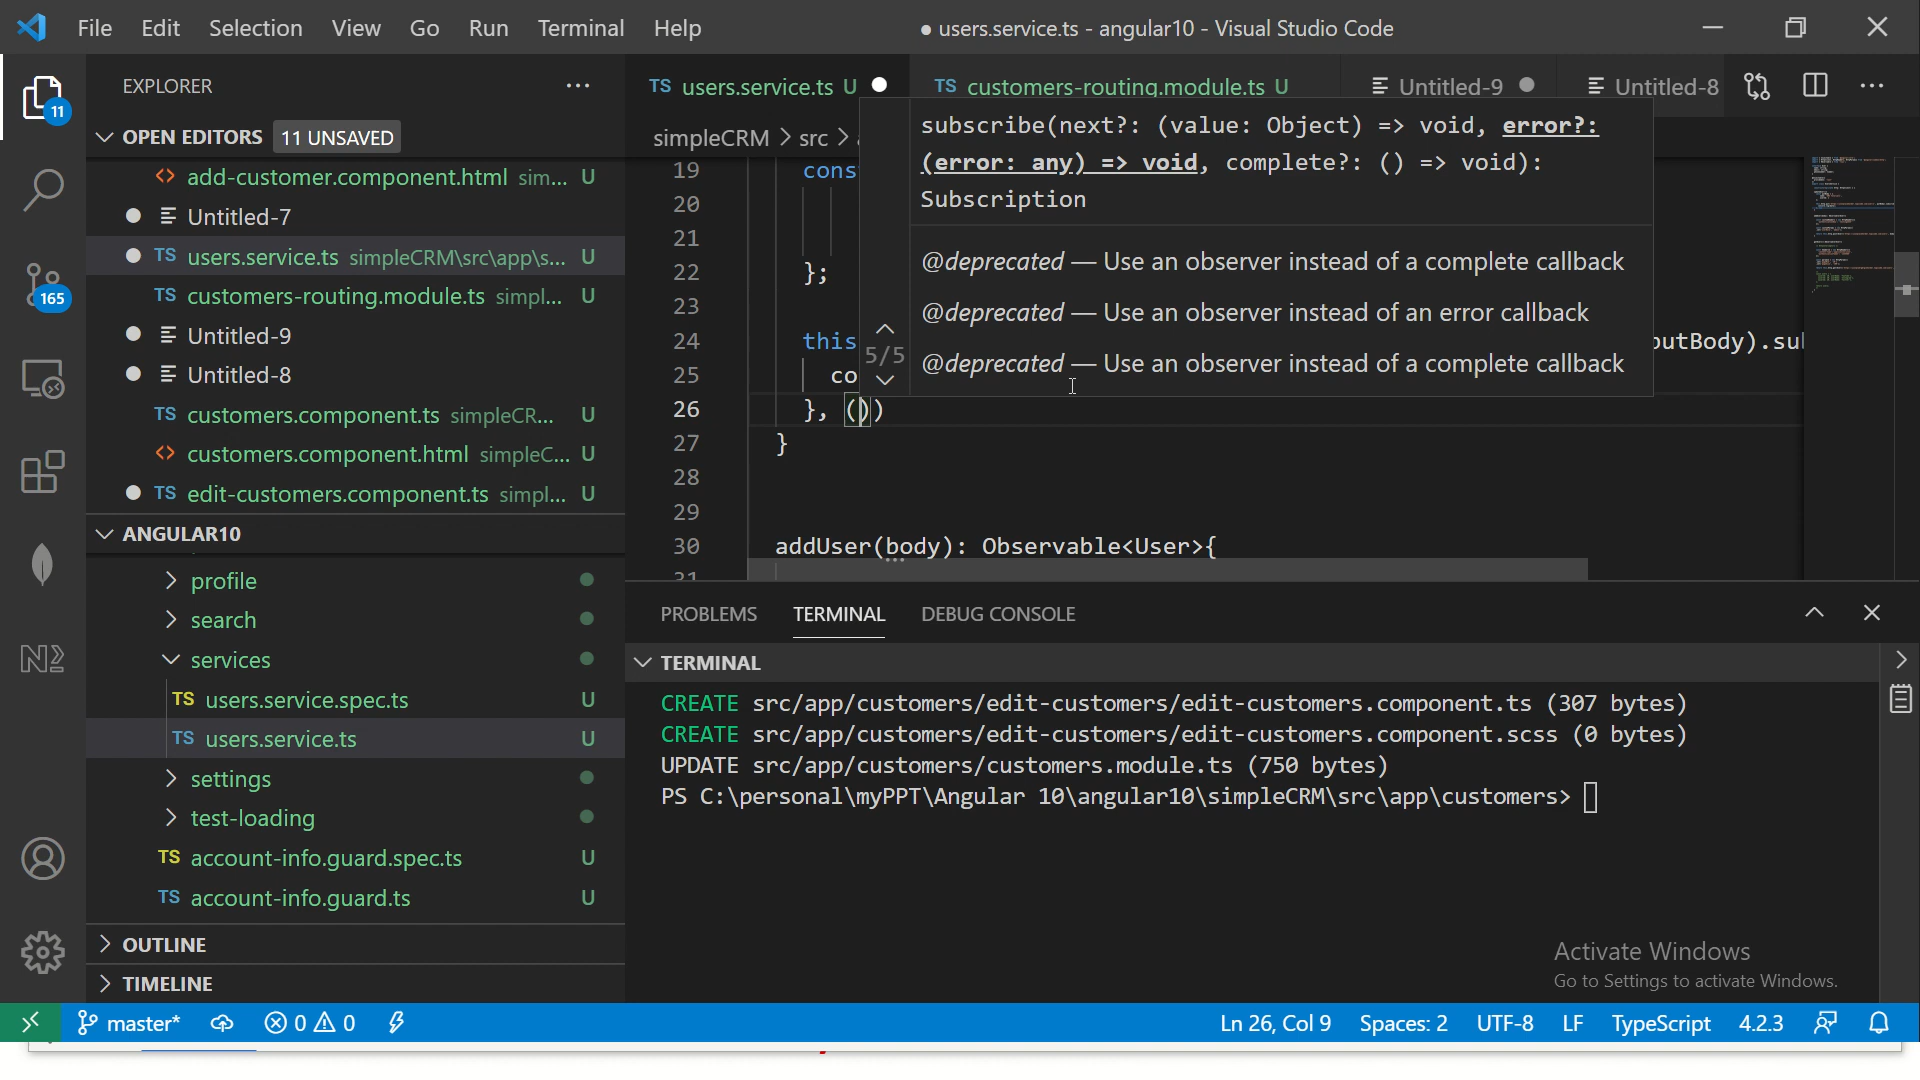 File Edit Selection View Go Run Terminal Help
● users.service.ts - angular10 - Visual Studio Code
EXPLORER
OPEN EDITORS 11 UNSAVED
add-customer.component.html sim... U
Untitled-7
TS users.service.ts simpleCRM\src\app\s... U
TS customers-routing.module.ts simpl... U
Untitled-9
Untitled-8
TS customers.component.ts simpleCR... U
customers.component.html simpleC... U
TS edit-customers.component.ts simpl... U
ANGULAR10
profile
search
services
TS users.service.spec.ts U
TS users.service.ts U
settings
test-loading
TS account-info.guard.spec.ts U
TS account-info.guard.ts U
OUTLINE
TIMELINE
11
165
TS users.service.ts U
TS customers-routing.module.ts U
Untitled-9
Untitled-8
simpleCRM > src >
subscribe(next?: (value: Object) => void, error?:
(error: any) => void, complete?: () => void):
Subscription
@deprecated — Use an observer instead of a complete callback
@deprecated — Use an observer instead of an error callback
@deprecated — Use an observer instead of a complete callback
5/5
19 cons
20
21
22 };
23
24 this putBody).sul
25 co
26 }, ())
27 }
28
29
30 addUser(body): Observable<User>{
31
PROBLEMS TERMINAL DEBUG CONSOLE
TERMINAL
CREATE src/app/customers/edit-customers/edit-customers.component.ts (307 bytes)
CREATE src/app/customers/edit-customers/edit-customers.component.scss (0 bytes)
UPDATE src/app/customers/customers.module.ts (750 bytes)
PS C:\personal\myPPT\Angular 10\angular10\simpleCRM\src\app\customers>
Activate Windows
Go to Settings to activate Windows.
master* 0 0 Ln 26, Col 9 Spaces: 2 UTF-8 LF TypeScript 4.2.3